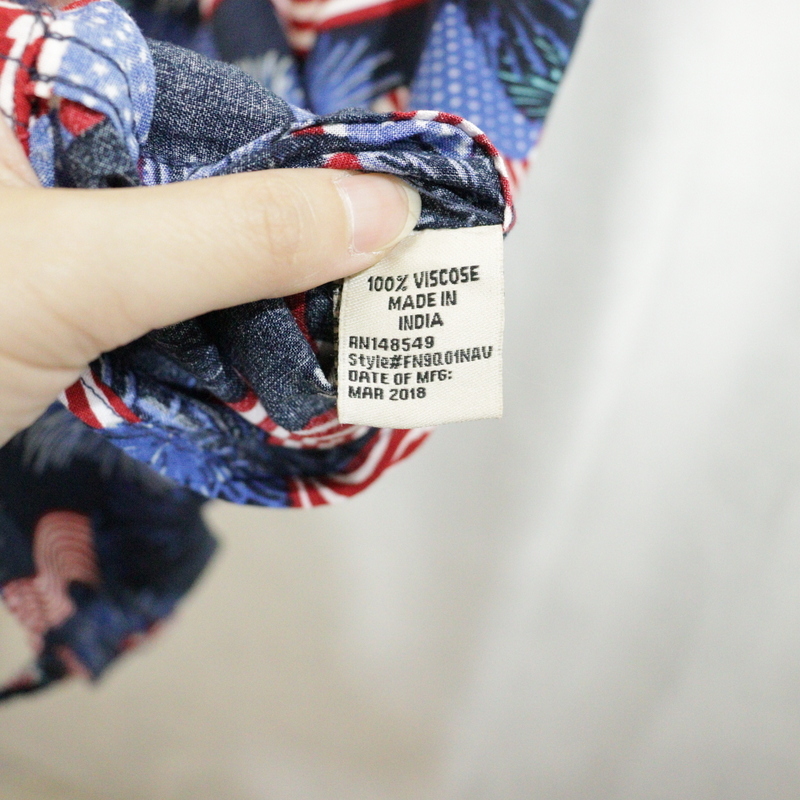 100% VISCOSE
MADE IN
INDIA
RN148549
Style#FN90.01NAV
DATE OF MFG:
MAR 2018